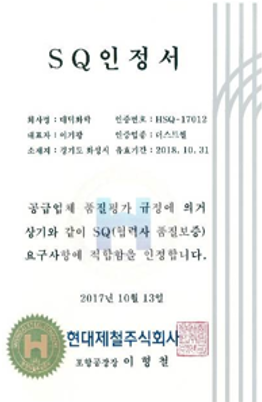 SQ인정서
회사명 : 대덕화학 인증번호 : HSQ-17012
대표자 : 이기광 인증업종 : 더스트씰
소재지 : 경기도 화성시 유효기간 : 2018. 10. 31
공급업체 품질평가 규정에 의거
상기와 같이 SQ(협력사 품질보증)
요구사항에 적합함을 인정합니다.
2017년 10월 13일
현대제철주식회사
포항공장장 이형철